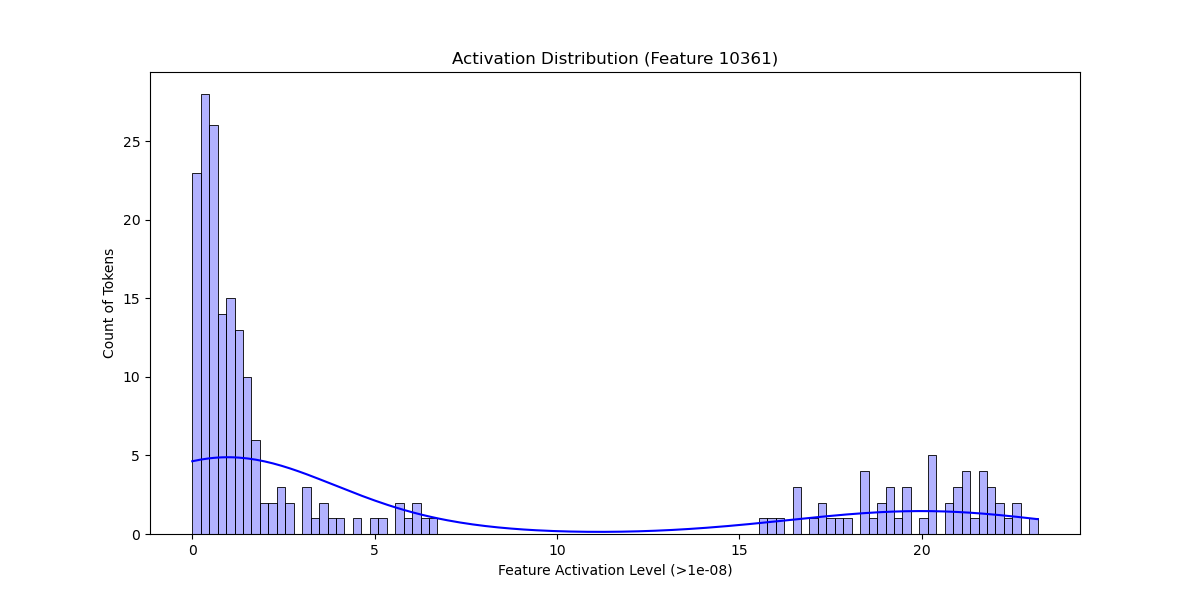 Activation Distribution (Feature 10361)
Count of Tokens
25
20
15
10
5
0
0 5 10 15 20
Feature Activation Level (>1e-08)